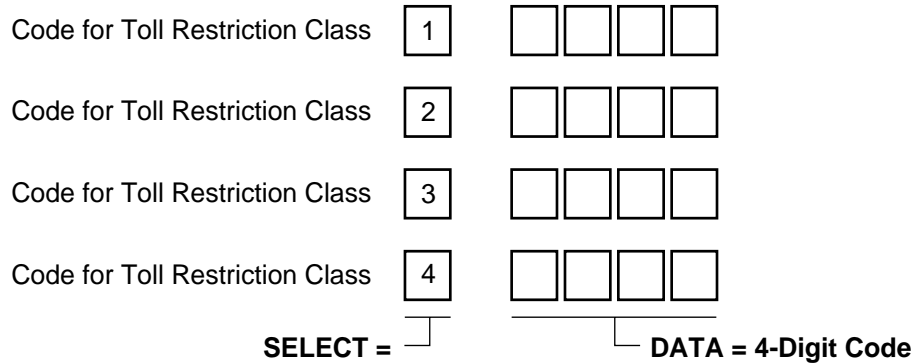 Code for Toll Restriction Class 1
Code for Toll Restriction Class 2
Code for Toll Restriction Class 3
Code for Toll Restriction Class 4
SELECT = DATA = 4-Digit Code